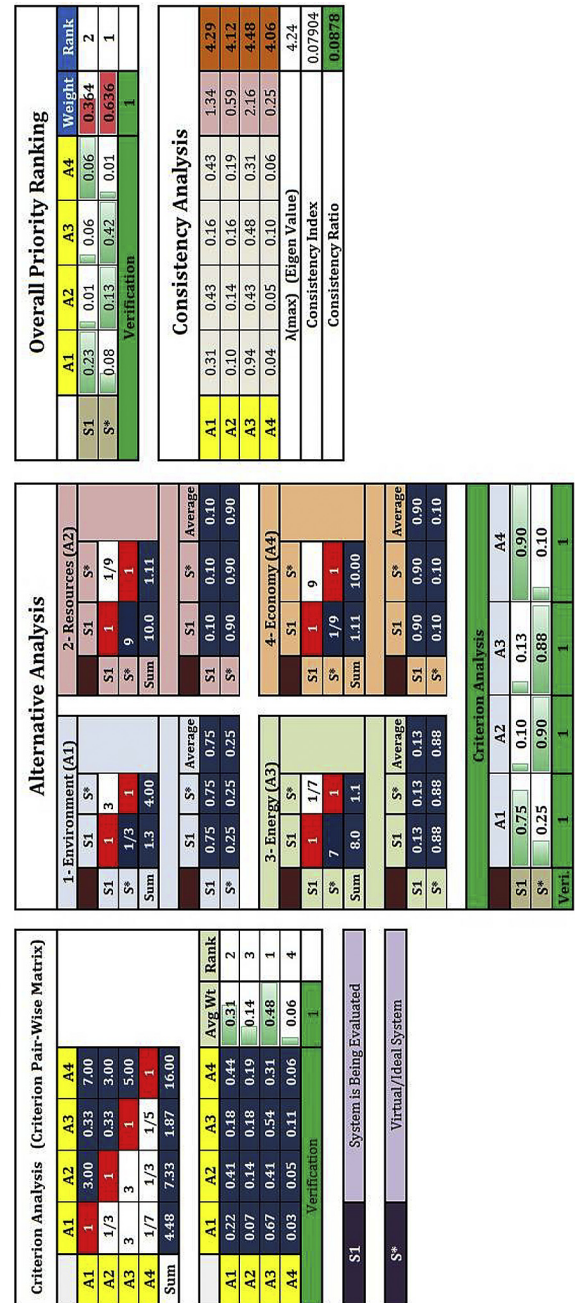 Criterion Analysis (Criterion Pair-Wise Matrix)
A1 A2 A3 A4
A1 1 3.00 0.33 7.00
A2 1/3 1 0.33 3.00
A3 3 3 1 5.00
A4 1/7 1/3 1/5 1
Sum 4.48 7.33 1.87 16.00
A1 A2 A3 A4 Avg Wt Rank
A1 0.22 0.41 0.18 0.44 0.31 2
A2 0.07 0.14 0.18 0.19 0.14 3
A3 0.67 0.41 0.54 0.31 0.48 1
A4 0.03 0.05 0.11 0.06 0.06 4
Verification 1
S1 System is Being Evaluated
S* Virtual/Ideal System
Alternative Analysis
1- Environment (A1)
S1 S*
S1 1 3
S* 1/3 1
Sum 1.3 4.00
S1 S* Average
S1 0.75 0.75 0.75
S* 0.25 0.25 0.25
2- Resources (A2)
S1 S*
S1 1 1/9
S* 9 1
Sum 10.0 1.11
S1 S* Average
S1 0.10 0.10 0.10
S* 0.90 0.90 0.90
3- Energy (A3)
S1 S*
S1 1 1/7
S* 7 1
Sum 8.0 1.1
S1 S* Average
S1 0.13 0.13 0.13
S* 0.88 0.88 0.88
4- Economy (A4)
S1 S*
S1 1 9
S* 1/9 1
Sum 1.11 10.00
S1 S* Average
S1 0.90 0.90 0.90
S* 0.10 0.10 0.10
Criterion Analysis
A1 A2 A3 A4
S1 0.75 0.10 0.13 0.90
S* 0.25 0.90 0.88 0.10
Veri. 1 1 1 1
Overall Priority Ranking
A1 A2 A3 A4 Weight Rank
S1 0.23 0.01 0.06 0.06 0.364 2
S* 0.08 0.13 0.42 0.01 0.636 1
Verification 1
Consistency Analysis
A1 0.31 0.43 0.16 0.43 1.34 4.29
A2 0.10 0.14 0.16 0.19 0.59 4.12
A3 0.94 0.43 0.48 0.31 2.16 4.48
A4 0.04 0.05 0.10 0.06 0.25 4.06
λ(max) (Eigen Value) 4.24
Consistency Index 0.07904
Consistency Ratio 0.0878